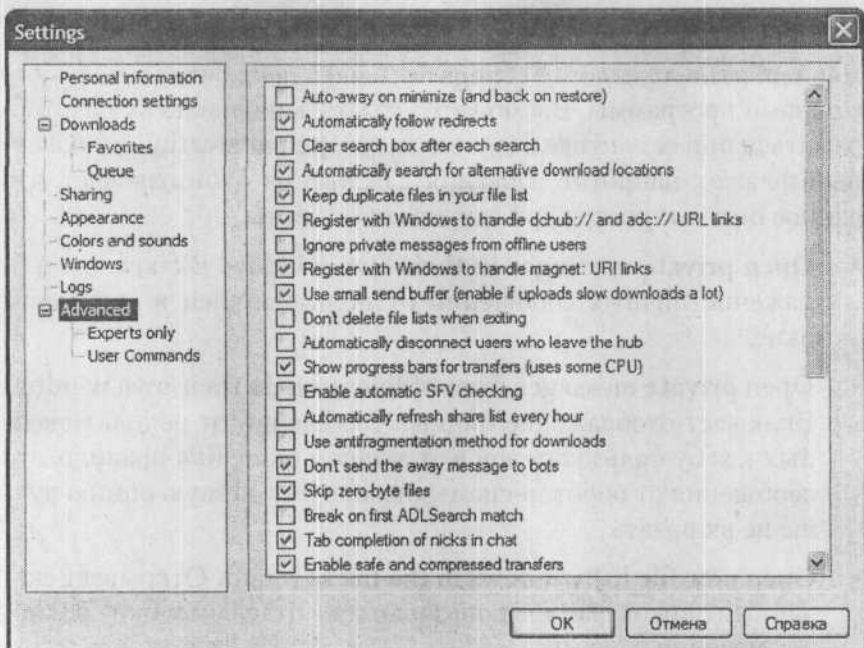 Settings
Personal information
Connection settings
Downloads
Favorites
Queue
Sharing
Appearance
Colors and sounds
Windows
Logs
Advanced
Experts only
User Commands
Auto-away on minimize (and back on restore)
Automatically follow redirects
Clear search box after each search
Automatically search for alternative download locations
Keep duplicate files in your file list
Register with Windows to handle dchub:// and adc:// URL links
Ignore private messages from offline users
Register with Windows to handle magnet: URI links
Use small send buffer (enable if uploads slow downloads a lot)
Don't delete file lists when exiting
Automatically disconnect users who leave the hub
Show progress bars for transfers (uses some CPU)
Enable automatic SFV checking
Automatically refresh share list every hour
Use antifragmentation method for downloads
Don't send the away message to bots
Skip zero byte files
Break on first ADLSearch match
Tab completion of nicks in chat
Enable safe and compressed transfers
OK
Отмена
Справка